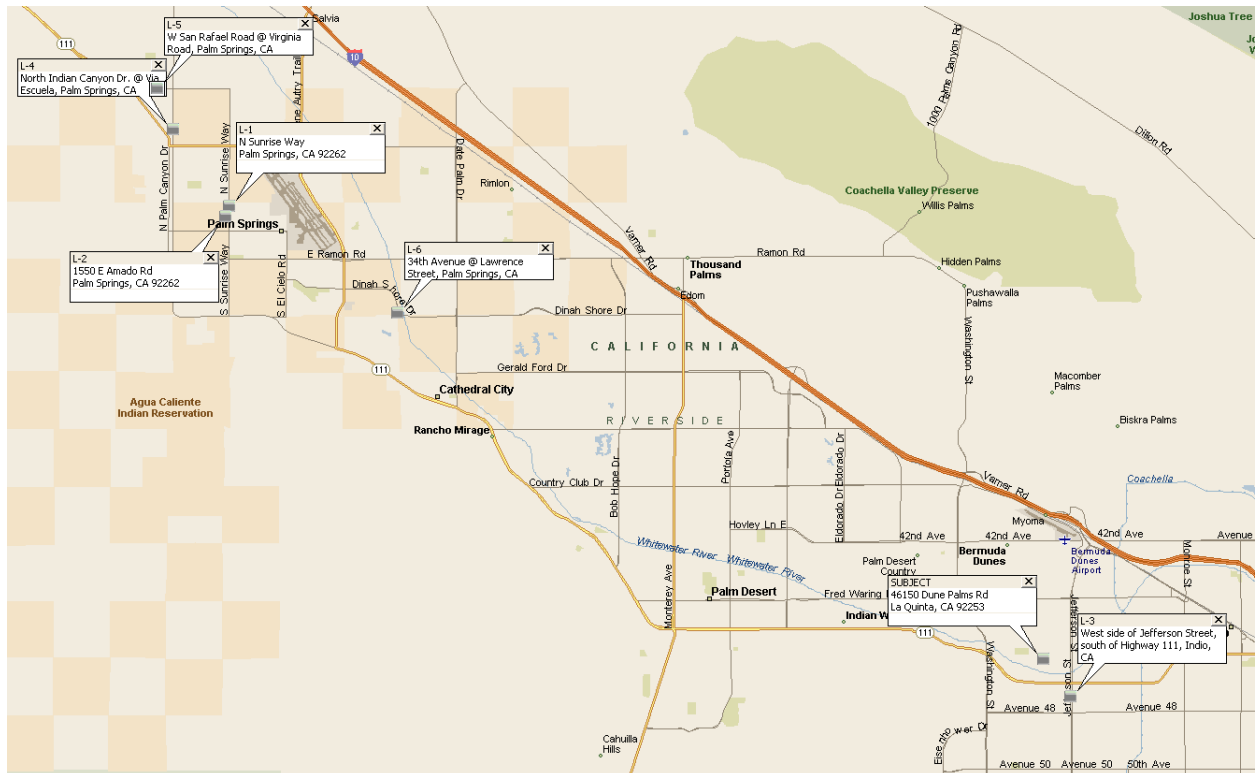 Salvia
Joshua Tree
L-5
W San Rafael Road @ Virginia
Road, Palm Springs, CA
111
10
L-4
North Indian Canyon Dr. @ Via
Escuela, Palm Springs, CA
1000 Palms Canyon Rd
Dillon Rd
L-1
N Sunrise Way
Palm Springs, CA 92262
N Sunrise Way
N Palm Canyon Dr
Date Palm Dr
Rimlon
Coachella Valley Preserve
Willis Palms
Palm Springs
Varner Rd
L-2
1550 E Amado Rd
Palm Springs, CA 92262
S Sunrise Way
S El Cielo Rd
E Ramon Rd
L-6
34th Avenue @ Lawrence
Street, Palm Springs, CA
Ramon Rd
Thousand
Palms
Hidden Palms
Edom
Pushawalla
Palms
Dinah Shore Dr
Dinah Shore Dr
Washington St
CALIFORNIA
111
Gerald Ford Dr
Cathedral City
Macomber
Palms
Agua Caliente
Indian Reservation
RIVERSIDE
Biskra Palms
Rancho Mirage
Portola Ave
Eldorado Dr
Eldorado Dr
Bob Hope Dr
Country Club Dr
Varner Rd
Coachella
Myoma
Hovley Ln E
42nd Ave
42nd Ave
42nd Ave
Avenue
Whitewater River
Whitewater River
Bermuda
Dunes
Bermuda
Dunes
Airport
Monroe St
Palm Desert
Country
Monterey Ave
Palm Desert
Fred Waring
SUBJECT
46150 Dune Palms Rd
La Quinta, CA 92253
Jefferson St
Indian W
111
L-3
West side of Jefferson Street,
south of Highway 111, Indio,
CA
Washington St
Jefferson St
Avenue 48
Avenue 48
Cahuilla
Hills
Eisenhower Dr
Avenue 50
Avenue 50
50th Ave